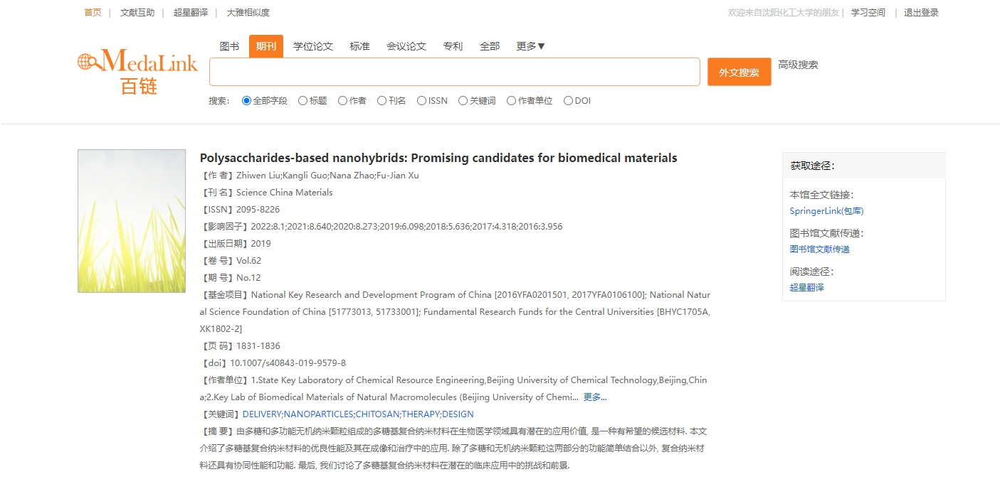 首页 | 文献互助 | 超星翻译 | 大雅相似度
欢迎来自沈阳化工大学的朋友 | 学习空间 | 退出登录
图书 期刊 学位论文 标准 会议论文 专利 全部 更多▼
MedaLink
百链
外文搜索
高级搜索
搜索: 全部字段 标题 作者 刊名 ISSN 关键词 作者单位 DOI
Polysaccharides-based nanohybrids: Promising candidates for biomedical materials
【作 者】Zhiwen Liu;Kangli Guo;Nana Zhao;Fu-Jian Xu
【刊 名】Science China Materials
【ISSN】2095-8226
【影响因子】2022:8.1;2021:8.640;2020:8.273;2019:6.098;2018:5.636;2017:4.318;2016:3.956
【出版日期】2019
【卷 号】Vol.62
【期 号】No.12
【基金项目】National Key Research and Development Program of China [2016YFA0201501, 2017YFA0106100]; National Natur
al Science Foundation of China [51773013, 51733001]; Fundamental Research Funds for the Central Universities [BHYC1705A,
XK1802-2]
【页 码】1831-1836
【doi】10.1007/s40843-019-9579-8
【作者单位】1.State Key Laboratory of Chemical Resource Engineering,Beijing University of Chemical Technology,Beijing,Chin
a;2.Key Lab of Biomedical Materials of Natural Macromolecules (Beijing University of Chemi... 更多...
【关键词】DELIVERY;NANOPARTICLES;CHITOSAN;THERAPY;DESIGN
【摘 要】由多糖和多功能无机纳米颗粒组成的多糖基复合纳米材料在生物医学领域具有潜在的应用价值, 是一种有希望的候选材料. 本文
介绍了多糖基复合纳米材料的优良性能及其在成像和治疗中的应用. 除了多糖和无机纳米颗粒这两部分的功能简单结合以外, 复合纳米材
料还具有协同性能和功能. 最后, 我们讨论了多糖基复合纳米材料在潜在的临床应用中的挑战和前景.
获取途径:
本馆全文链接:
SpringerLink(包库)
图书馆文献传递:
图书馆文献传递
阅读途径:
超星翻译